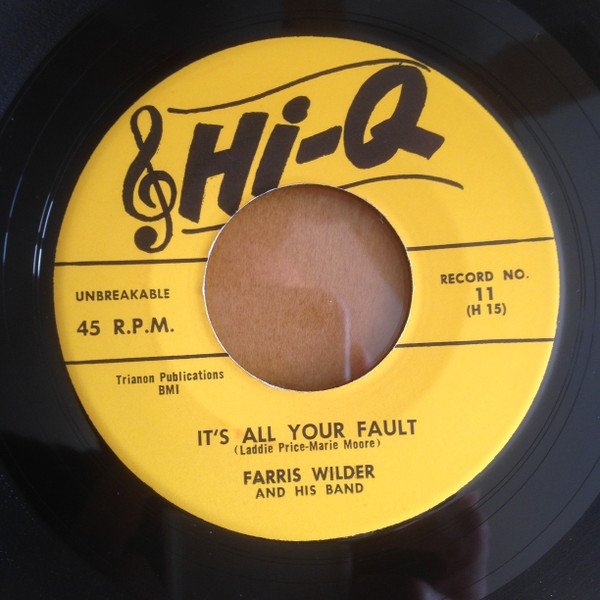 Hi-Q
UNBREAKABLE
45 R.P.M.
RECORD NO.
11
(H 15)
Trianon Publications
BMI
IT'S ALL YOUR FAULT
(Laddie Price-Marie Moore)
FARRIS WILDER
AND HIS BAND